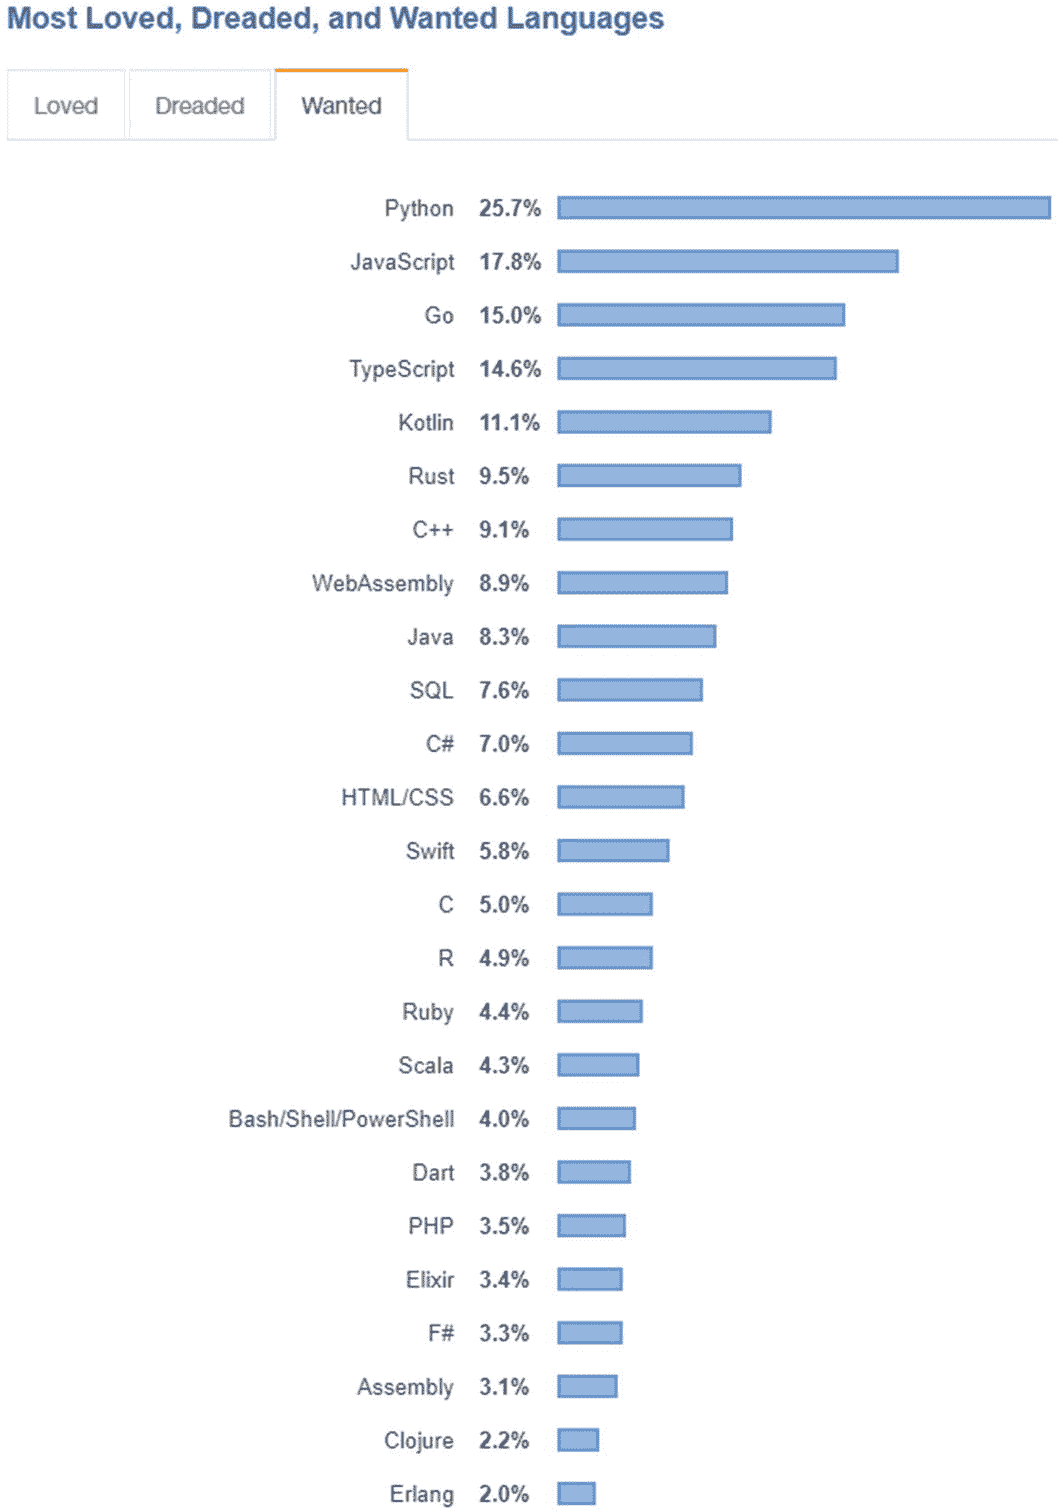 Most Loved, Dreaded, and Wanted Languages
Loved Dreaded Wanted
Python 25.7%
JavaScript 17.8%
Go 15.0%
TypeScript 14.6%
Kotlin 11.1%
Rust 9.5%
C++ 9.1%
WebAssembly 8.9%
Java 8.3%
SQL 7.6%
C# 7.0%
HTML/CSS 6.6%
Swift 5.8%
C 5.0%
R 4.9%
Ruby 4.4%
Scala 4.3%
Bash/Shell/PowerShell 4.0%
Dart 3.8%
PHP 3.5%
Elixir 3.4%
F# 3.3%
Assembly 3.1%
Clojure 2.2%
Erlang 2.0%